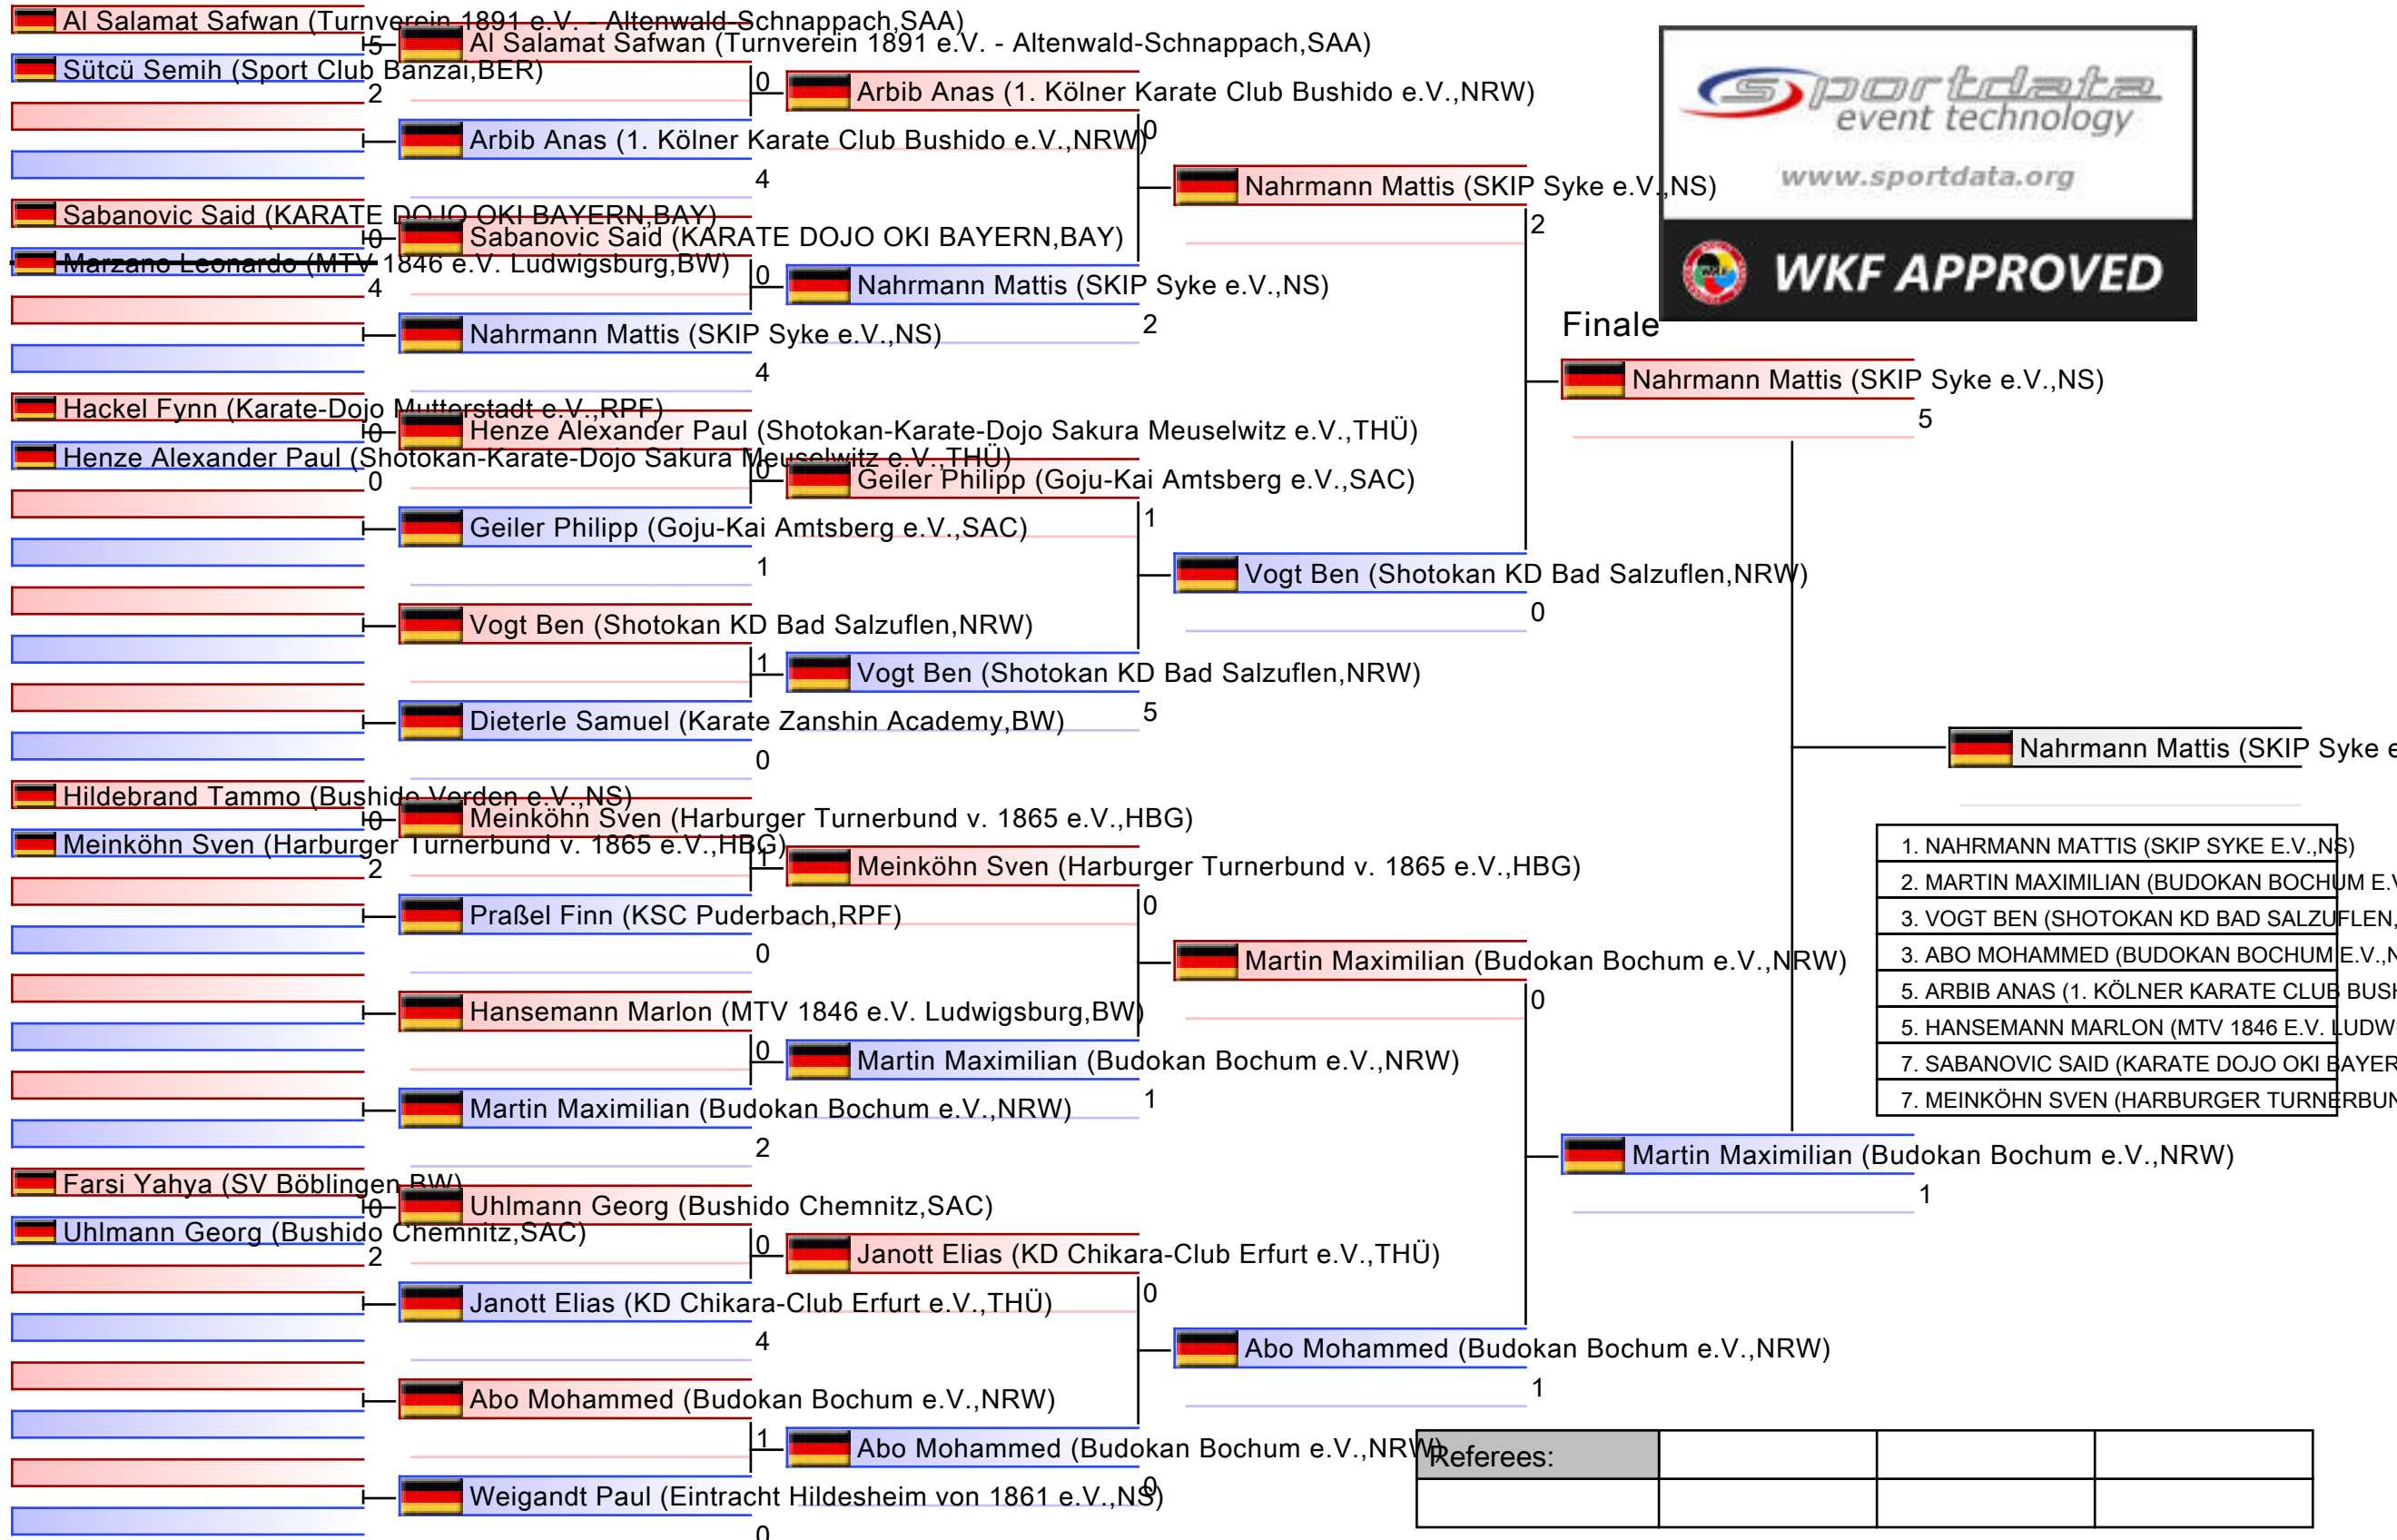 Al Salamat Safwan (Turnverein 1891 e.V. - Altenwald-Schnappach,SAA)
5
Sütcü Semih (Sport Club Banzai,BER)
2
Sabanovic Said (KARATE DOJO OKI BAYERN,BAY)
0
Marzano Leonardo (MTV 1846 e.V. Ludwigsburg,BW)
4
Hackel Fynn (Karate-Dojo Mutterstadt e.V.,RPF)
0
Henze Alexander Paul (Shotokan-Karate-Dojo Sakura Meuselwitz e.V.,THÜ)
0
Hildebrand Tammo (Bushido Verden e.V.,NS)
0
Meinköhn Sven (Harburger Turnerbund v. 1865 e.V.,HBG)
2
Farsi Yahya (SV Böblingen,BW)
0
Uhlmann Georg (Bushido Chemnitz,SAC)
2
Al Salamat Safwan (Turnverein 1891 e.V. - Altenwald-Schnappach,SAA)
0
Arbib Anas (1. Kölner Karate Club Bushido e.V.,NRW)
4
Sabanovic Said (KARATE DOJO OKI BAYERN,BAY)
0
Nahrmann Mattis (SKIP Syke e.V.,NS)
4
Henze Alexander Paul (Shotokan-Karate-Dojo Sakura Meuselwitz e.V.,THÜ)
0
Geiler Philipp (Goju-Kai Amtsberg e.V.,SAC)
1
Vogt Ben (Shotokan KD Bad Salzuflen,NRW)
1
Dieterle Samuel (Karate Zanshin Academy,BW)
0
Meinköhn Sven (Harburger Turnerbund v. 1865 e.V.,HBG)
1
Praßel Finn (KSC Puderbach,RPF)
0
Hansemann Marlon (MTV 1846 e.V. Ludwigsburg,BW)
0
Martin Maximilian (Budokan Bochum e.V.,NRW)
2
Uhlmann Georg (Bushido Chemnitz,SAC)
0
Janott Elias (KD Chikara-Club Erfurt e.V.,THÜ)
4
Abo Mohammed (Budokan Bochum e.V.,NRW)
1
Weigandt Paul (Eintracht Hildesheim von 1861 e.V.,NS)
0
Arbib Anas (1. Kölner Karate Club Bushido e.V.,NRW)
0
Nahrmann Mattis (SKIP Syke e.V.,NS)
2
Geiler Philipp (Goju-Kai Amtsberg e.V.,SAC)
1
Vogt Ben (Shotokan KD Bad Salzuflen,NRW)
5
Meinköhn Sven (Harburger Turnerbund v. 1865 e.V.,HBG)
0
Martin Maximilian (Budokan Bochum e.V.,NRW)
1
Janott Elias (KD Chikara-Club Erfurt e.V.,THÜ)
0
Abo Mohammed (Budokan Bochum e.V.,NRW)
0
Nahrmann Mattis (SKIP Syke e.V.,NS)
2
Vogt Ben (Shotokan KD Bad Salzuflen,NRW)
0
Martin Maximilian (Budokan Bochum e.V.,NRW)
0
Abo Mohammed (Budokan Bochum e.V.,NRW)
1
Finale
Nahrmann Mattis (SKIP Syke e.V.,NS)
5
Martin Maximilian (Budokan Bochum e.V.,NRW)
1
Nahrmann Mattis (SKIP Syke e
sportdata
event technology
www.sportdata.org
WKF APPROVED
1. NAHRMANN MATTIS (SKIP SYKE E.V.,NS)
2. MARTIN MAXIMILIAN (BUDOKAN BOCHUM E.V
3. VOGT BEN (SHOTOKAN KD BAD SALZUFLEN,
3. ABO MOHAMMED (BUDOKAN BOCHUM E.V.,N
5. ARBIB ANAS (1. KÖLNER KARATE CLUB BUSH
5. HANSEMANN MARLON (MTV 1846 E.V. LUDW
7. SABANOVIC SAID (KARATE DOJO OKI BAYER
7. MEINKÖHN SVEN (HARBURGER TURNERBUN
Referees: